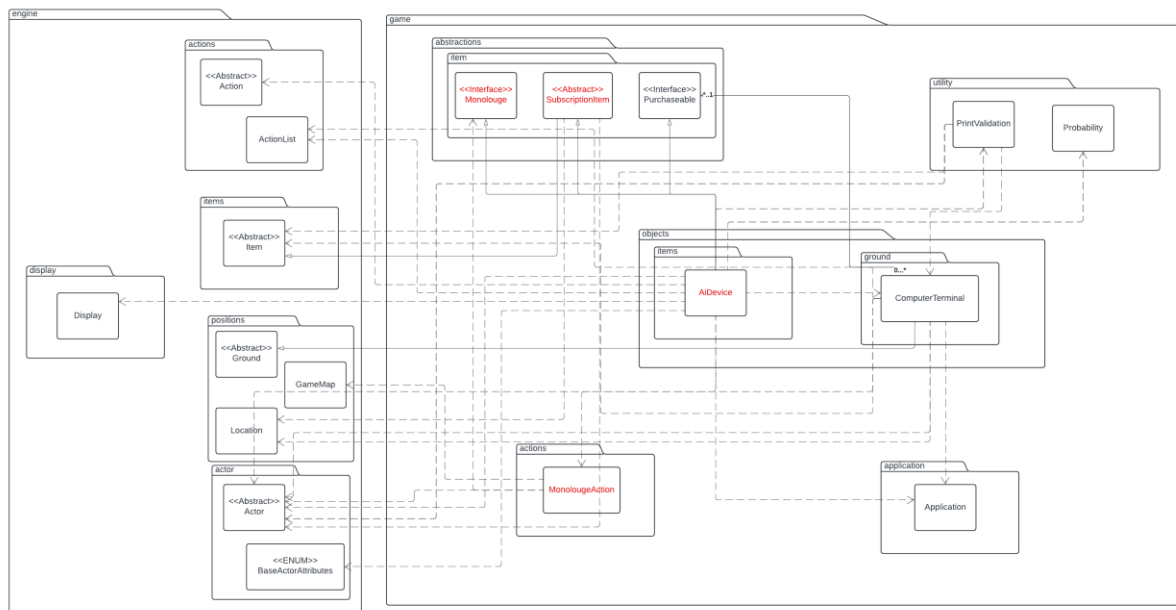 engine
actions
<<Abstract>>
Action
ActionList
items
<<Abstract>>
Item
display
Display
positions
<<Abstract>>
Ground
GameMap
Location
actor
<<Abstract>>
Actor
<<ENUM>>
BaseActorAttributes
game
abstractions
item
<<Interface>>
Monolouge
<<Abstract>>
SubscriptionItem
<<Interface>>
Purchaseable
utility
PrintValidation
Probability
objects
items
AiDevice
ground
0...*
ComputerTerminal
actions
MonolougeAction
application
Application